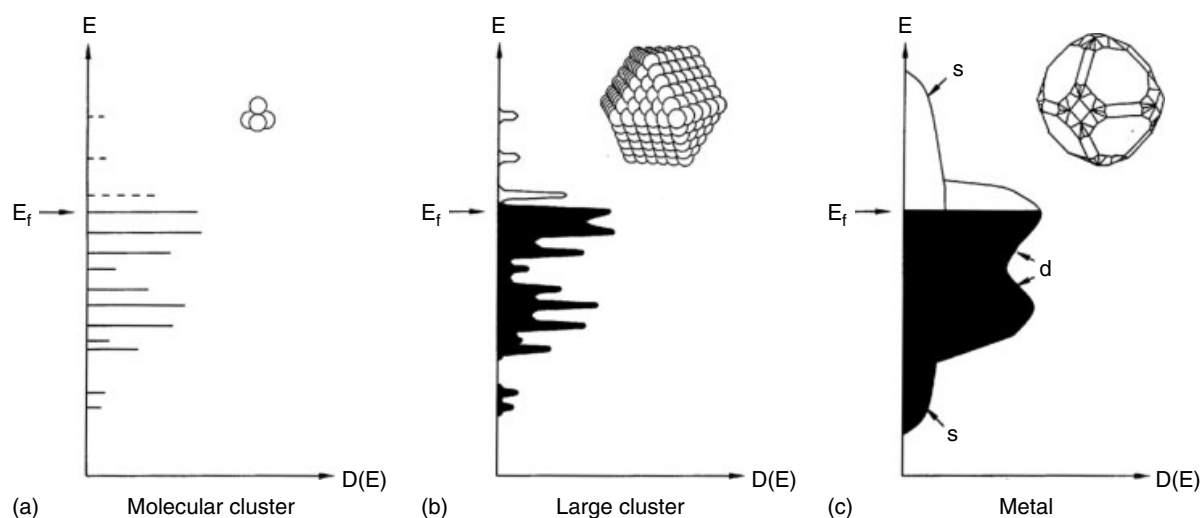 E
E_f
D(E)
(a) Molecular cluster
E
E_f
D(E)
(b) Large cluster
E
s
E_f
d
s
D(E)
(c) Metal